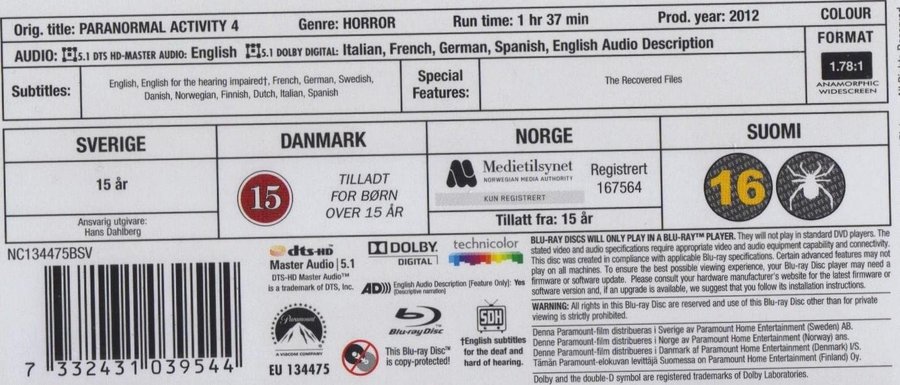 Orig. title: PARANORMAL ACTIVITY 4 Genre: HORROR Run time: 1 hr 37 min Prod. year: 2012 COLOUR
FORMAT
AUDIO: 5.1 DTS HD-MASTER AUDIO: English 5.1 DOLBY DIGITAL: Italian, French, German, Spanish, English Audio Description
1.78:1
ANAMORPHIC
WIDESCREEN
Subtitles:
English, English for the hearing impaired†, French, German, Swedish,
Danish, Norwegian, Finnish, Dutch, Italian, Spanish
Special
Features:
The Recovered Files
SVERIGE
15 år
Ansvarig utgivare:
Hans Dahlberg
DANMARK
15
TILLADT
FOR BØRN
OVER 15 ÅR
NORGE
Medietilsynet
NORWEGIAN MEDIA AUTHORITY
KUN REGISTRERT
Registrert
167564
Tillatt fra: 15 år
SUOMI
16
NC134475BSV
7 332431 039544
dts-HD
Master Audio | 5.1
DTS-HD Master Audio™
is a trademark of DTS, Inc.
DOLBY
DIGITAL
technicolor
AD))) English Audio Description [Feature Only]: Yes
[Descriptive narration]
Paramount
A VIACOM COMPANY
EU 134475
Blu-ray Disc
This Blu-ray Disc™
is copy-protected!
SDH
†English subtitles
for the deaf and
hard of hearing.
BLU-RAY DISCS WILL ONLY PLAY IN A BLU-RAY™ PLAYER. They will not play in standard DVD players. The
stated video and audio specifications require appropriate video and audio equipment capability and connectivity.
This disc was created in compliance with applicable Blu-ray specifications. Certain advanced features may not
play on all machines. To ensure the best possible viewing experience, your Blu-ray Disc player may need a
firmware or software update. Please consult your hardware manufacturer's website for the latest firmware or
software version and, if an upgrade is available, we suggest that you follow its installation instructions.
WARNING: All rights in this Blu-ray Disc are reserved and use of this Blu-ray Disc other than for private
viewing is strictly prohibited.
Denna Paramount-film distribueras i Sverige av Paramount Home Entertainment (Sweden) AB.
Denne Paramount-film distribueres i Norge av Paramount Home Entertainment (Norway) ans.
Denne Paramount-film distribueres i Danmark af Paramount Home Entertainment (Denmark) I/S.
Tämän Paramount-elokuvan levittäjä Suomessa on Paramount Home Entertainment (Finland) Oy.
Dolby and the double-D symbol are registered trademarks of Dolby Laboratories.